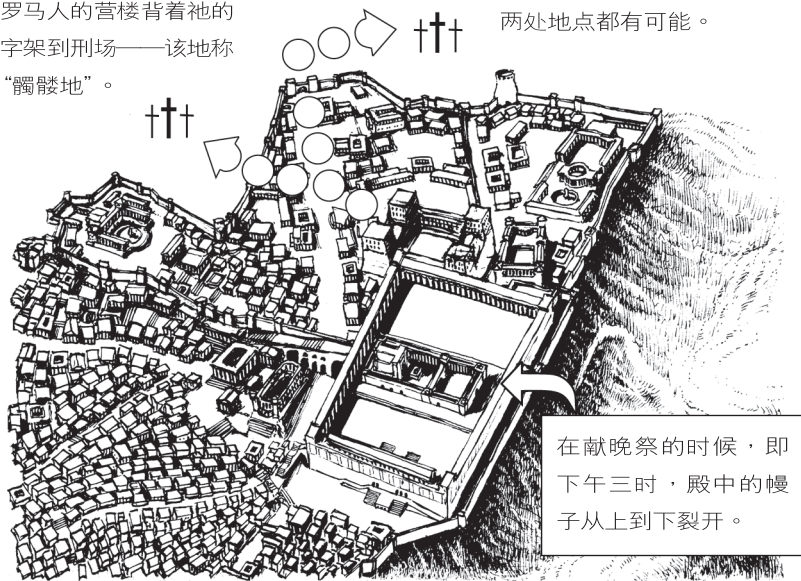 罗马人的营楼背着祂的
字架到刑场——该地称
“髑髅地”。
两处地点都有可能。
在献晚祭的时候，即
下午三时，殿中的幔
子从上到下裂开。